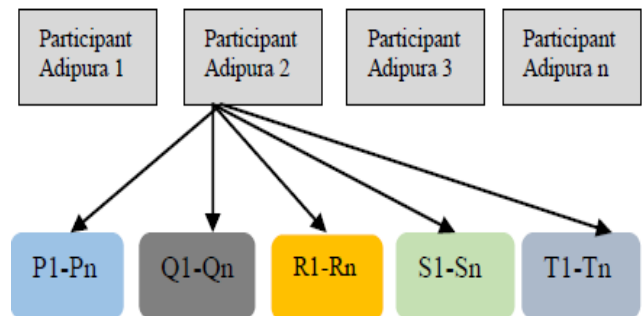 Participant
Adipura 1
Participant
Adipura 2
Participant
Adipura 3
Participant
Adipura n
P1-Pn
Q1-Qn
R1-Rn
S1-Sn
T1-Tn